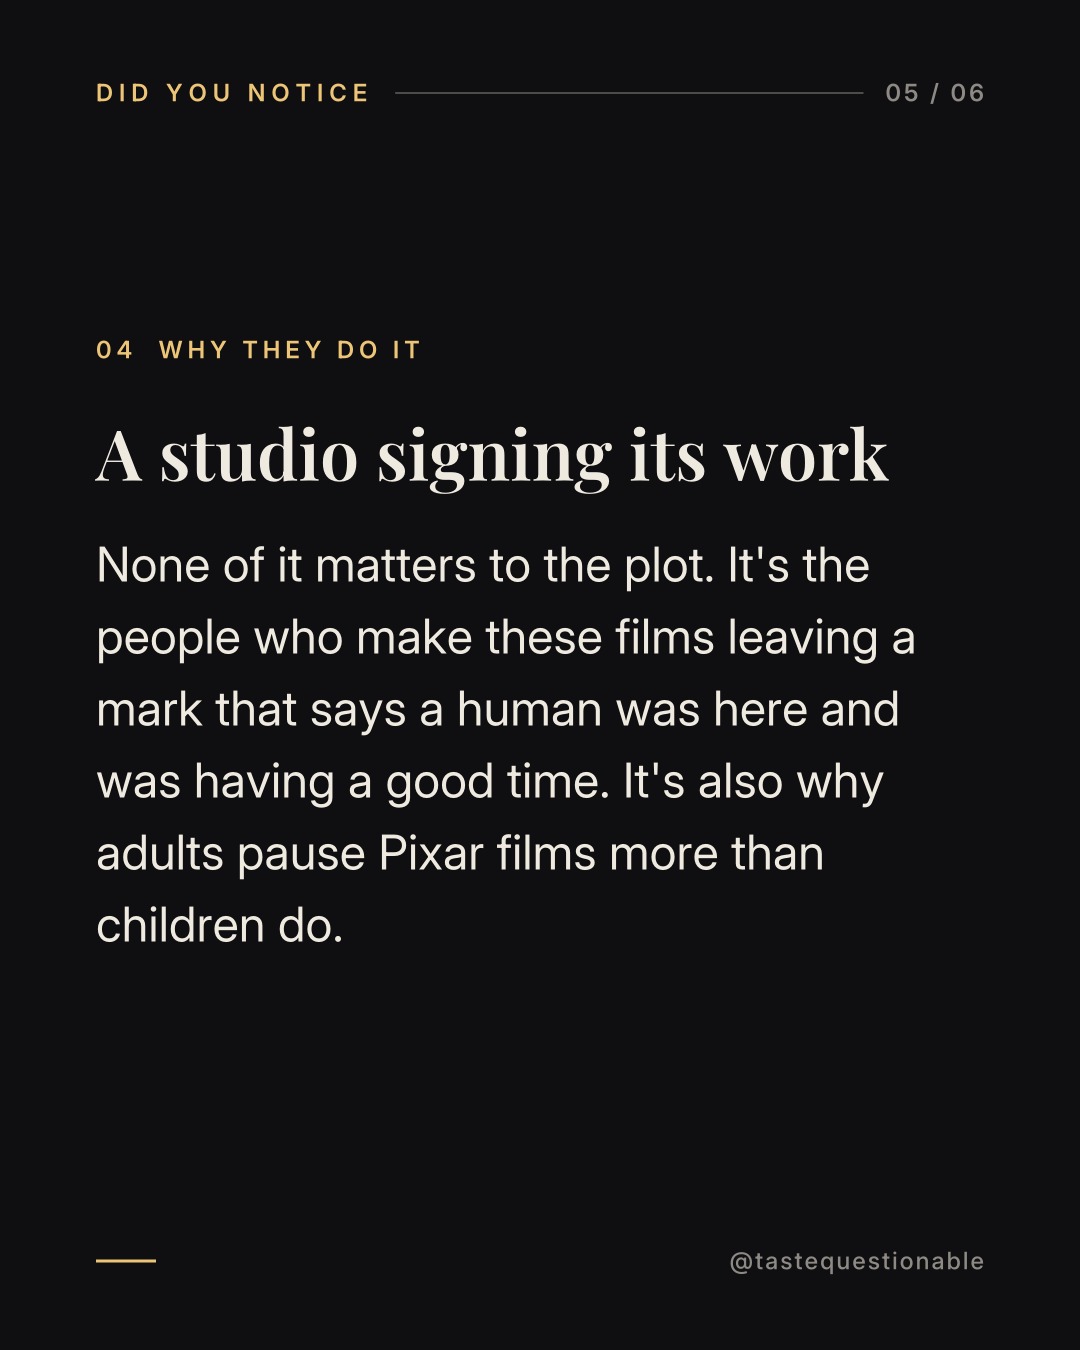 DID YOU NOTICE
05 / 06
04 WHY THEY DO IT
A studio signing its work
None of it matters to the plot. It's the
people who make these films leaving a
mark that says a human was here and
was having a good time. It's also why
adults pause Pixar films more than
children do.
@tastequestionable